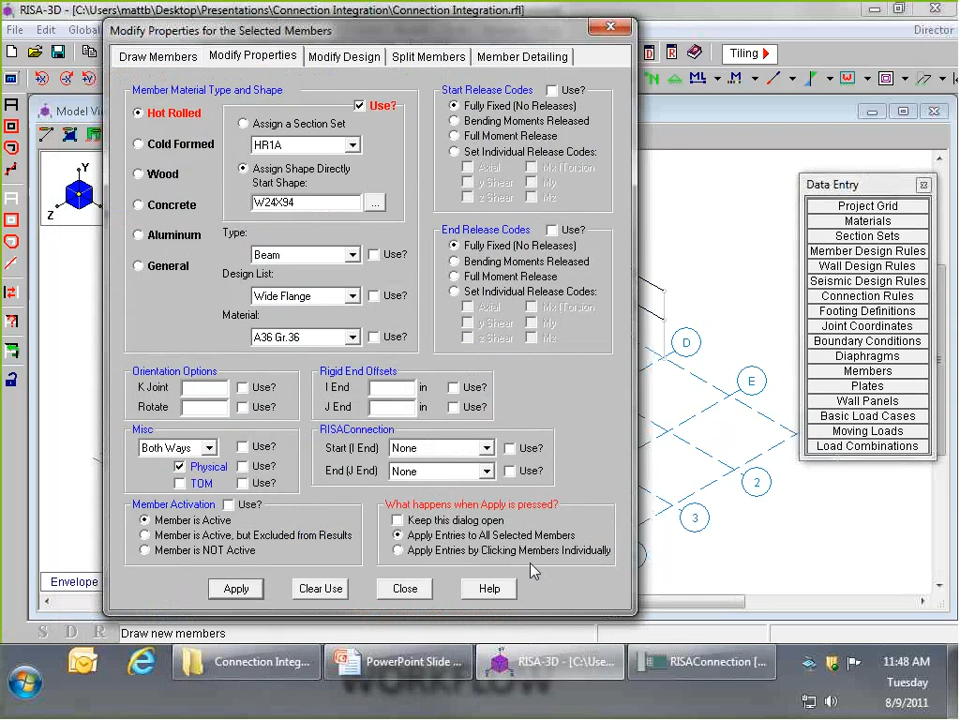 RISA-3D - [C:\Users\mattb\Desktop\Presentations\Connection Integration\Connection Integration.rfl]
File Edit Global
Director
Modify Properties for the Selected Members
Draw Members Modify Properties Modify Design Split Members Member Detailing
Tiling
Model Vi
Y
Z
Member Material Type and Shape
Use?
Hot Rolled
Cold Formed
Wood
Concrete
Aluminum
General
Assign a Section Set
HR1A
Assign Shape Directly
Start Shape:
W24X94
...
Type:
Beam Use?
Design List:
Wide Flange Use?
Material:
A36 Gr.36 Use?
Start Release Codes Use?
Fully Fixed (No Releases)
Bending Moments Released
Full Moment Release
Set Individual Release Codes:
Axial Mx (Torsion
y Shear My
z Shear Mz
End Release Codes Use?
Fully Fixed (No Releases)
Bending Moments Released
Full Moment Release
Set Individual Release Codes:
Axial Mx (Torsion
y Shear My
z Shear Mz
Orientation Options
K Joint Use?
Rotate Use?
Rigid End Offsets
I End in Use?
J End in Use?
Misc
Both Ways Use?
Physical Use?
TOM Use?
RISAConnection
Start (I End) None Use?
End (J End) None Use?
Member Activation Use?
Member is Active
Member is Active, but Excluded from Results
Member is NOT Active
What happens when Apply is pressed?
Keep this dialog open
Apply Entries to All Selected Members
Apply Entries by Clicking Members Individually
Apply Clear Use Close Help
Data Entry
Project Grid
Materials
Section Sets
Member Design Rules
Wall Design Rules
Seismic Design Rules
Connection Rules
Footing Definitions
Joint Coordinates
Boundary Conditions
Diaphragms
Members
Plates
Wall Panels
Basic Load Cases
Moving Loads
Load Combinations
D
E
2
3
Envelope
S D R Draw new members
Connection Integ... PowerPoint Slide ... RISA-3D - [C:\Use... RISAConnection [...
11:48 AM
Tuesday
8/9/2011
WORKFLOW